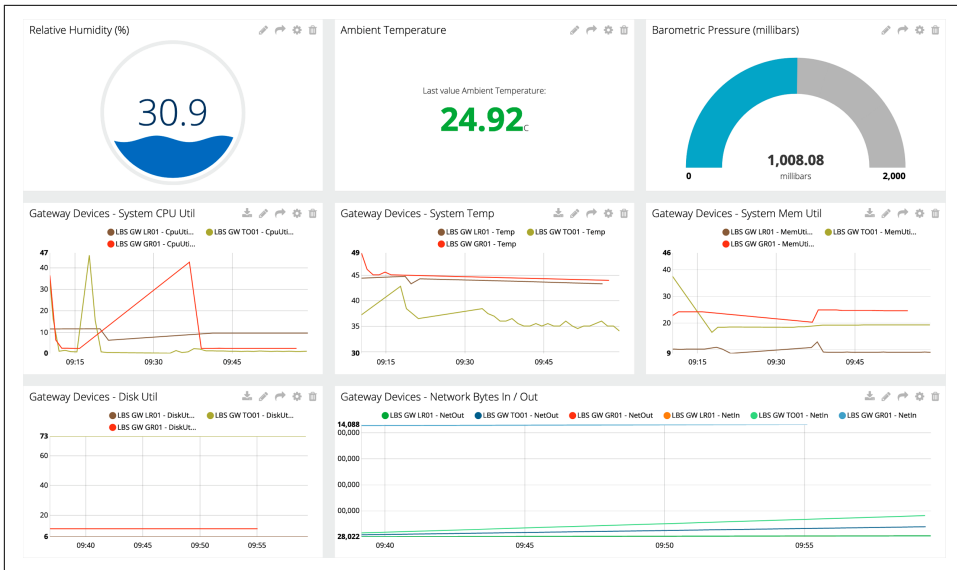 Relative Humidity (%)
30.9
Ambient Temperature
Last value Ambient Temperature:
24.92 C
Barometric Pressure (millibars)
1,008.08
millibars
0
2,000
Gateway Devices - System CPU Util
LBS GW LR01 - CpuUti... LBS GW TO01 - CpuUti...
LBS GW GR01 - CpuUti...
47
40
30
20
10
0
09:15 09:30 09:45
Gateway Devices - System Temp
LBS GW LR01 - Temp LBS GW TO01 - Temp
LBS GW GR01 - Temp
49
45
40
35
30
09:15 09:30 09:45
Gateway Devices - System Mem Util
LBS GW LR01 - MemUti... LBS GW TO01 - MemUti...
LBS GW GR01 - MemUti...
46
40
30
20
9
09:15 09:30 09:45
Gateway Devices - Disk Util
LBS GW LR01 - DiskUt... LBS GW TO01 - DiskUt...
LBS GW GR01 - DiskUt...
73
60
40
20
6
09:40 09:45 09:50 09:55
Gateway Devices - Network Bytes In / Out
LBS GW LR01 - NetOut LBS GW TO01 - NetOut LBS GW GR01 - NetOut LBS GW LR01 - NetIn LBS GW TO01 - NetIn LBS GW GR01 - NetIn
14,088
00,000
00,000
00,000
00,000
28,022
09:40 09:45 09:50 09:55